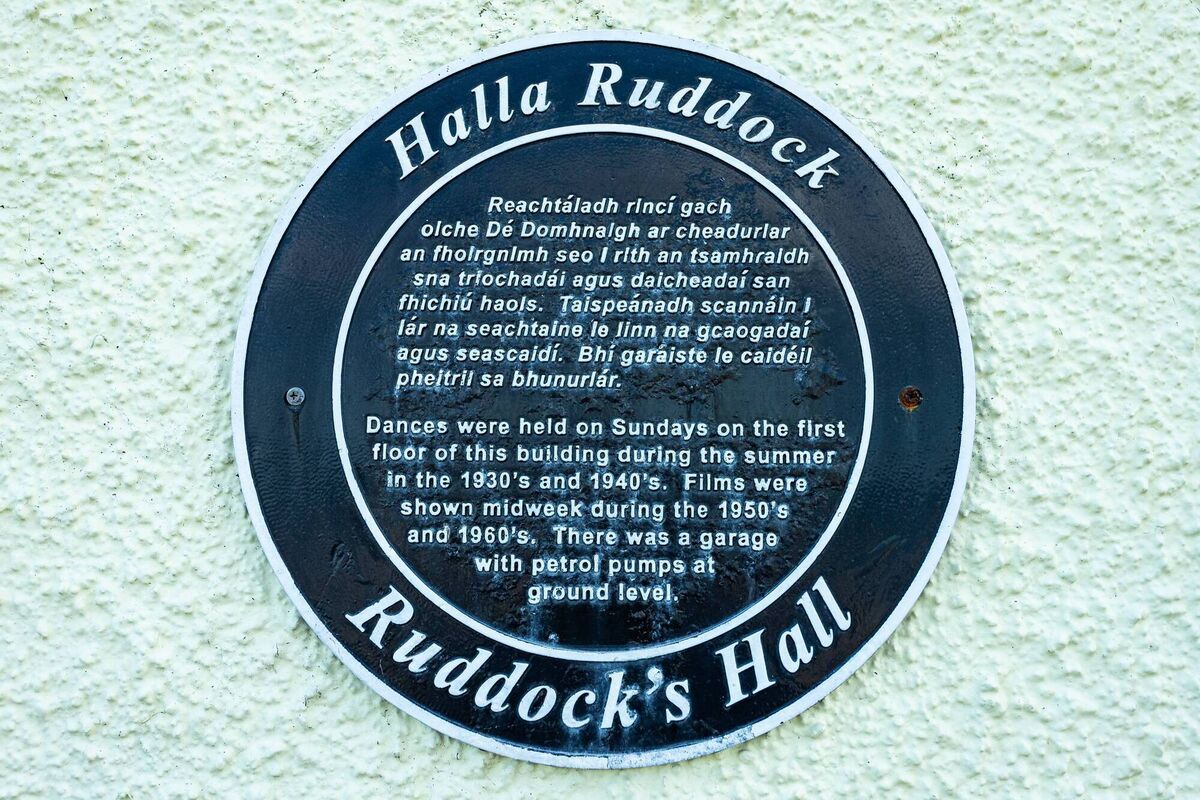 Halla Ruddock
Reachtáladh rincí gach
oíche Dé Domhnaigh ar cheadurlar
an fhoirgnimh seo i rith an tsamhraidh
sna tríochadái agus daicheadaí san
fhichiú haois. Taispeánadh scannáin i
lár na seachtaine le linn na gcaogadaí
agus seascaidí. Bhí garáiste le caidéil
pheitril sa bhunurlár.
Dances were held on Sundays on the first
floor of this building during the summer
in the 1930's and 1940's. Films were
shown midweek during the 1950's
and 1960's. There was a garage
with petrol pumps at
ground level.
Ruddock's Hall